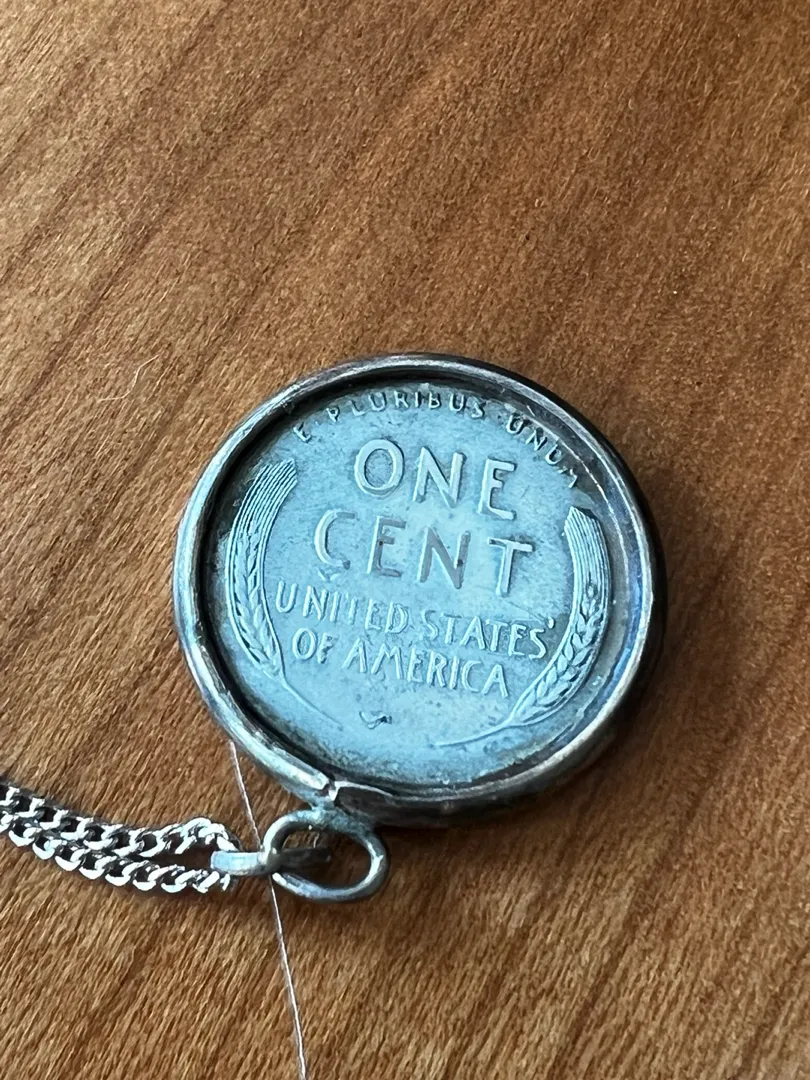 E · PLURIBUS · UNUM
ONE
CENT
UNITED·STATES
OF AMERICA